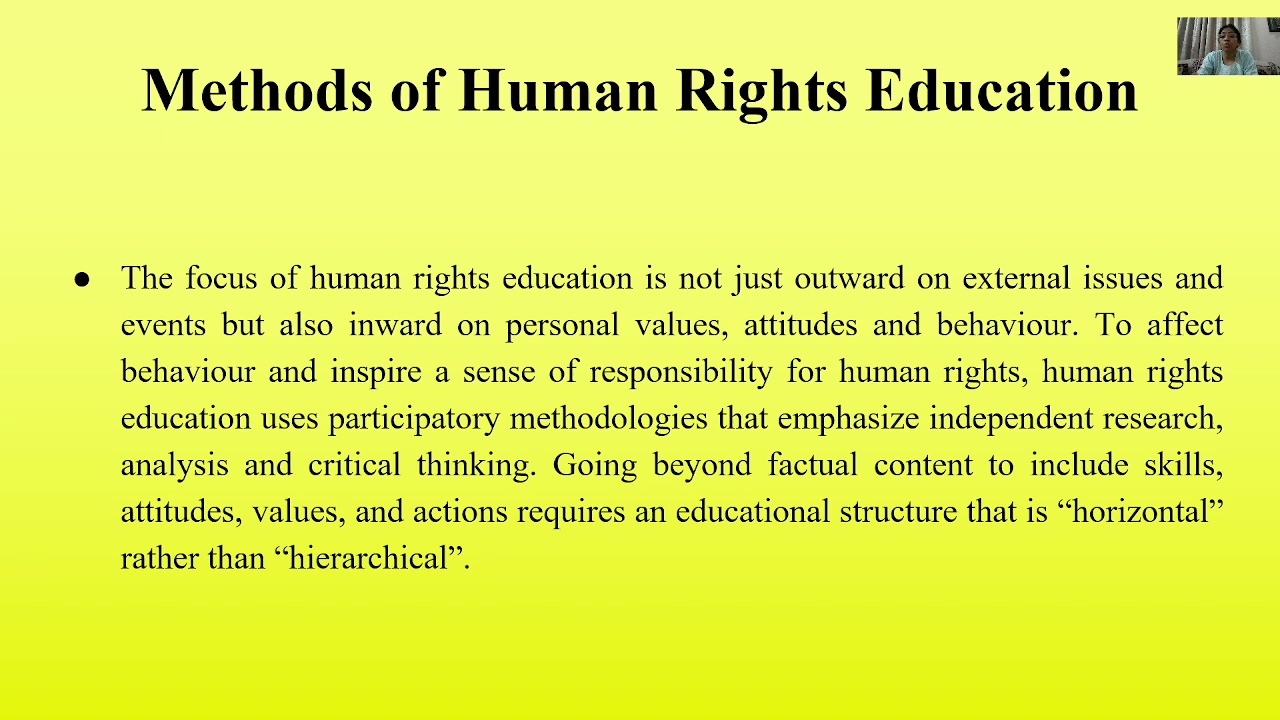 Methods of Human Rights Education
● The focus of human rights education is not just outward on external issues and
events but also inward on personal values, attitudes and behaviour. To affect
behaviour and inspire a sense of responsibility for human rights, human rights
education uses participatory methodologies that emphasize independent research,
analysis and critical thinking. Going beyond factual content to include skills,
attitudes, values, and actions requires an educational structure that is “horizontal”
rather than “hierarchical”.